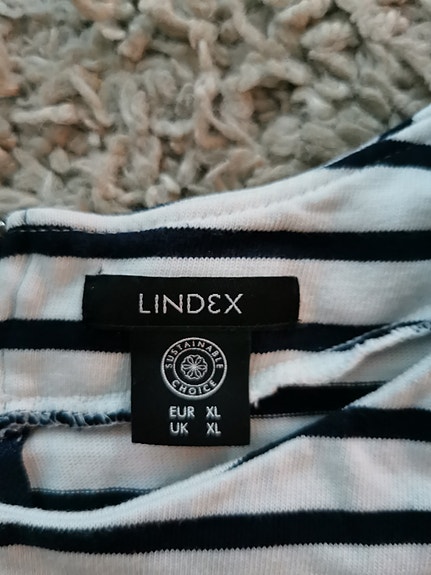 LINDEX
SUSTAINABLE
CHOICE
EUR XL
UK XL